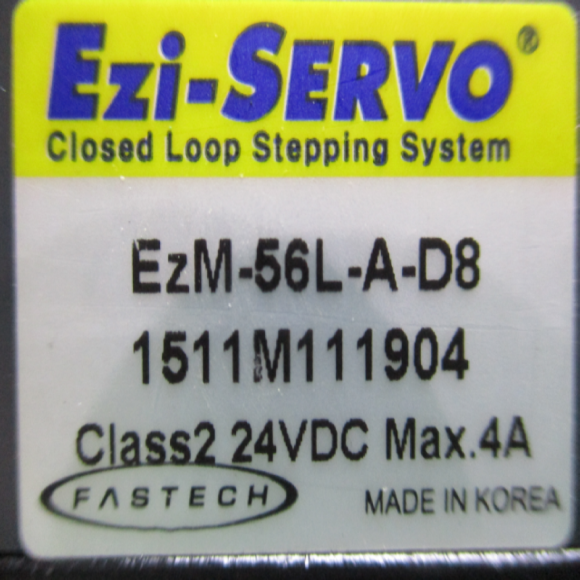 Ezi-SERVO®
Closed Loop Stepping System
EzM-56L-A-D8
1511M111904
Class2 24VDC Max.4A
FASTECH MADE IN KOREA